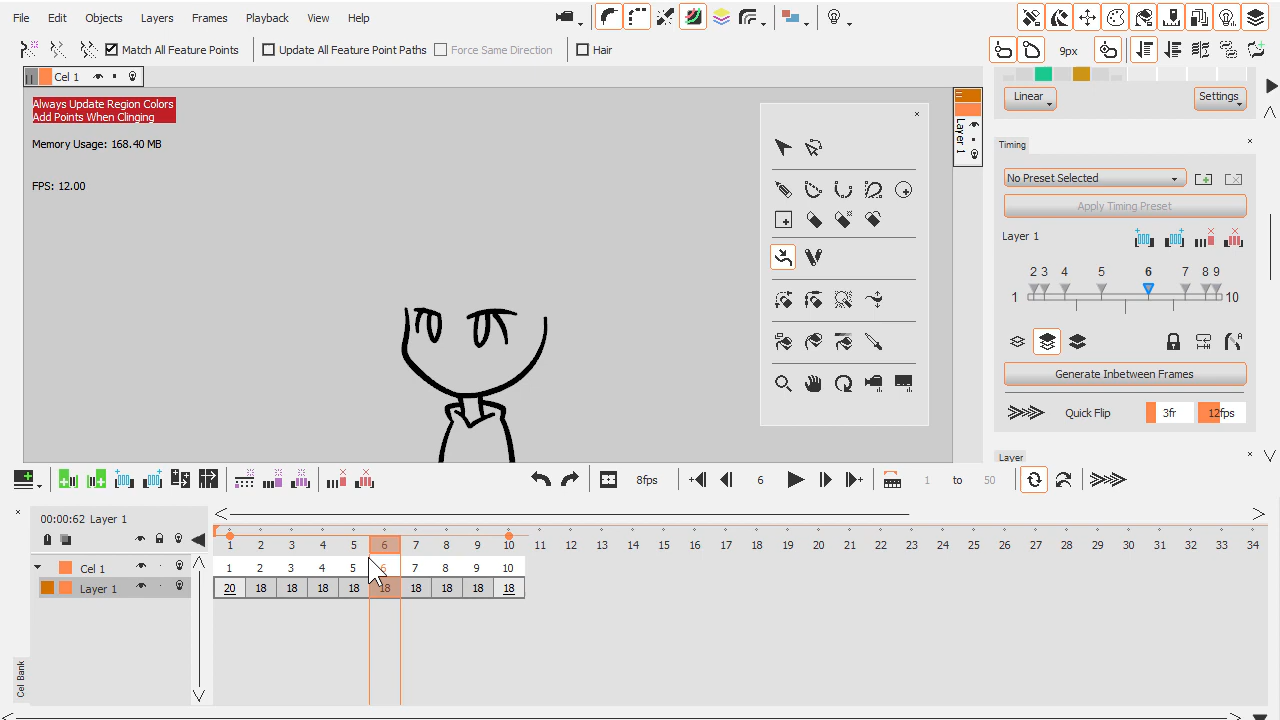 File Edit Objects Layers Frames Playback View Help
Match All Feature Points Update All Feature Point Paths Force Same Direction Hair 9px
Cel 1
Linear Settings
Always Update Region Colors
Add Points When Clinging
Memory Usage: 168.40 MB
FPS: 12.00
Layer 1
Timing
No Preset Selected
Apply Timing Preset
Layer 1
2 3 4 5 6 7 8 9
1 10
Generate Inbetween Frames
Quick Flip 3fr 12fps
Layer
8fps 6 1 to 50
00:00:62 Layer 1
1 2 3 4 5 6 7 8 9 10 11 12 13 14 15 16 17 18 19 20 21 22 23 24 25 26 27 28 29 30 31 32 33 34
Cel 1 1 2 3 4 5 6 7 8 9 10
Layer 1 20 18 18 18 18 18 18 18 18 18
Cel Bank